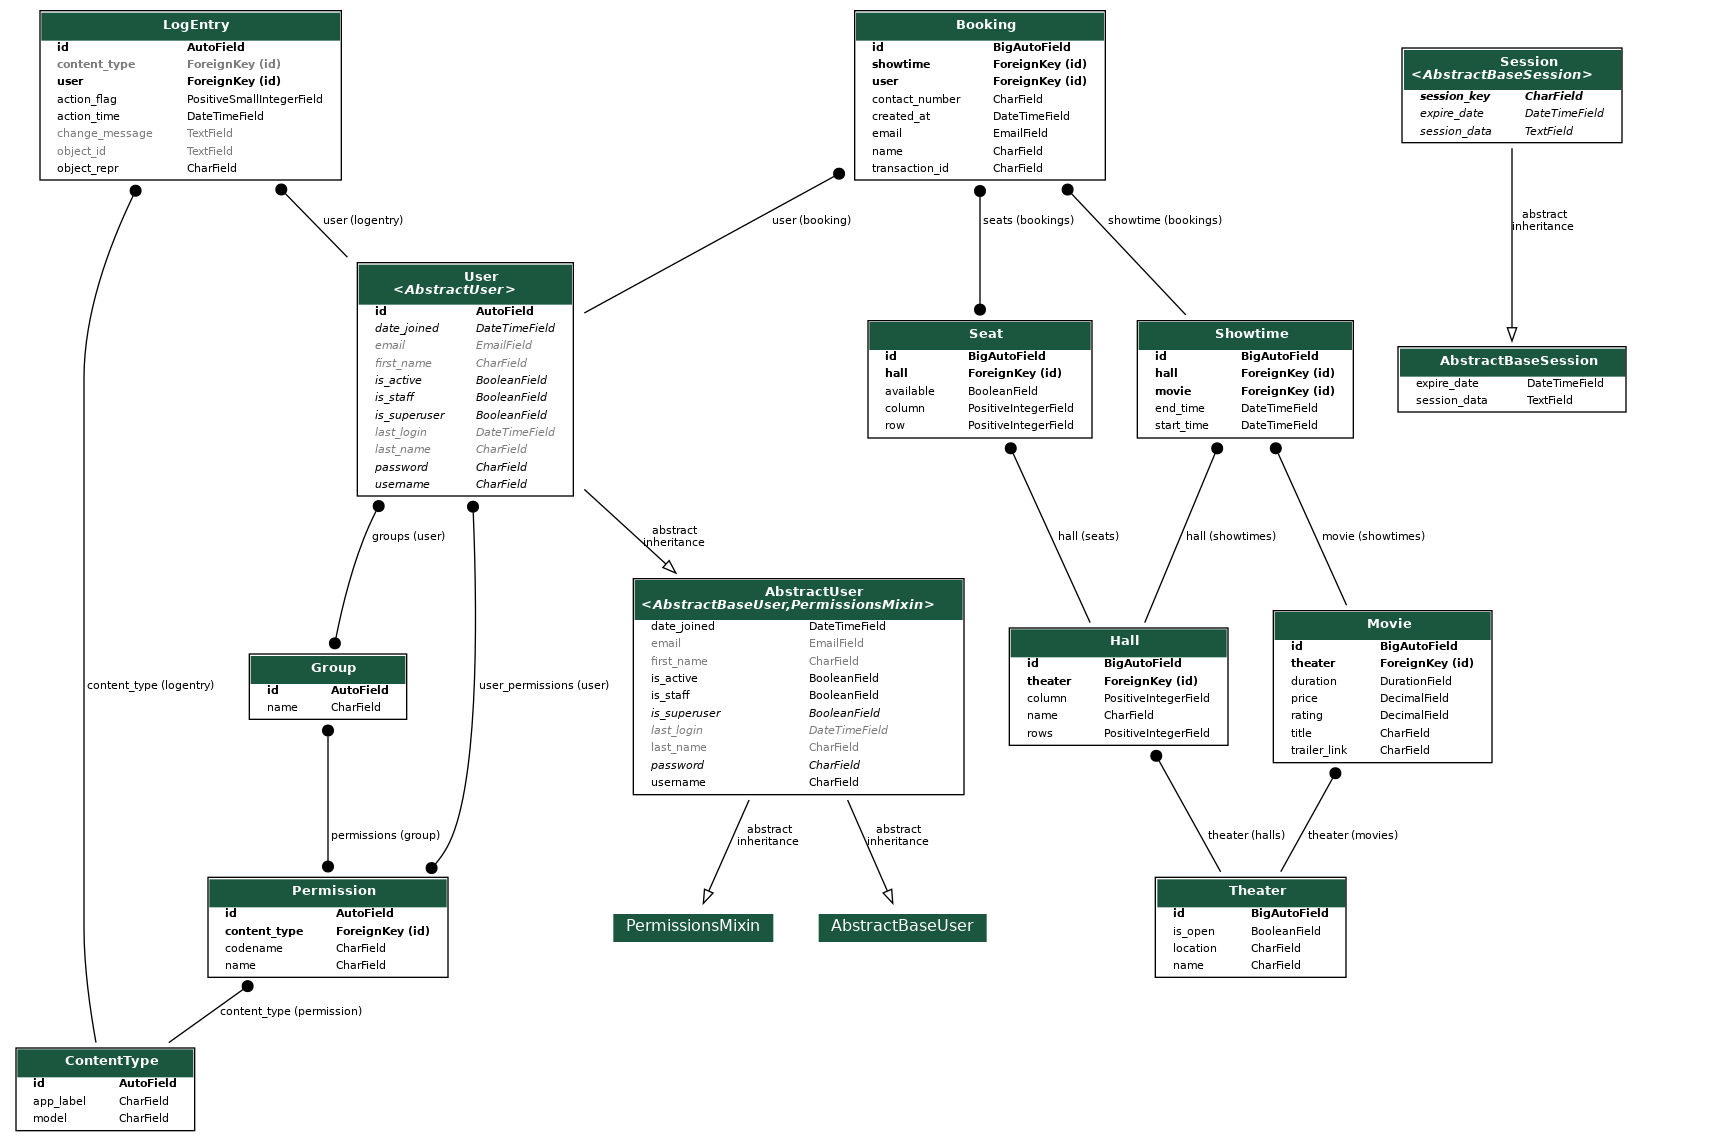 LogEntry
id AutoField
content_type ForeignKey (id)
user ForeignKey (id)
action_flag PositiveSmallIntegerField
action_time DateTimeField
change_message TextField
object_id TextField
object_repr CharField
Booking
id BigAutoField
showtime ForeignKey (id)
user ForeignKey (id)
contact_number CharField
created_at DateTimeField
email EmailField
name CharField
transaction_id CharField
Session
<AbstractBaseSession>
session_key CharField
expire_date DateTimeField
session_data TextField
user (logentry)
user (booking)
seats (bookings)
showtime (bookings)
abstract
inheritance
User
<AbstractUser>
id AutoField
date_joined DateTimeField
email EmailField
first_name CharField
is_active BooleanField
is_staff BooleanField
is_superuser BooleanField
last_login DateTimeField
last_name CharField
password CharField
username CharField
Seat
id BigAutoField
hall ForeignKey (id)
available BooleanField
column PositiveIntegerField
row PositiveIntegerField
Showtime
id BigAutoField
hall ForeignKey (id)
movie ForeignKey (id)
end_time DateTimeField
start_time DateTimeField
AbstractBaseSession
expire_date DateTimeField
session_data TextField
groups (user)
abstract
inheritance
hall (seats)
hall (showtimes)
movie (showtimes)
AbstractUser
<AbstractBaseUser,PermissionsMixin>
date_joined DateTimeField
email EmailField
first_name CharField
is_active BooleanField
is_staff BooleanField
is_superuser BooleanField
last_login DateTimeField
last_name CharField
password CharField
username CharField
Group
id AutoField
name CharField
content_type (logentry)
user_permissions (user)
Hall
id BigAutoField
theater ForeignKey (id)
column PositiveIntegerField
name CharField
rows PositiveIntegerField
Movie
id BigAutoField
theater ForeignKey (id)
duration DurationField
price DecimalField
rating DecimalField
title CharField
trailer_link CharField
permissions (group)
abstract
inheritance
abstract
inheritance
theater (halls)
theater (movies)
Permission
id AutoField
content_type ForeignKey (id)
codename CharField
name CharField
PermissionsMixin
AbstractBaseUser
Theater
id BigAutoField
is_open BooleanField
location CharField
name CharField
content_type (permission)
ContentType
id AutoField
app_label CharField
model CharField